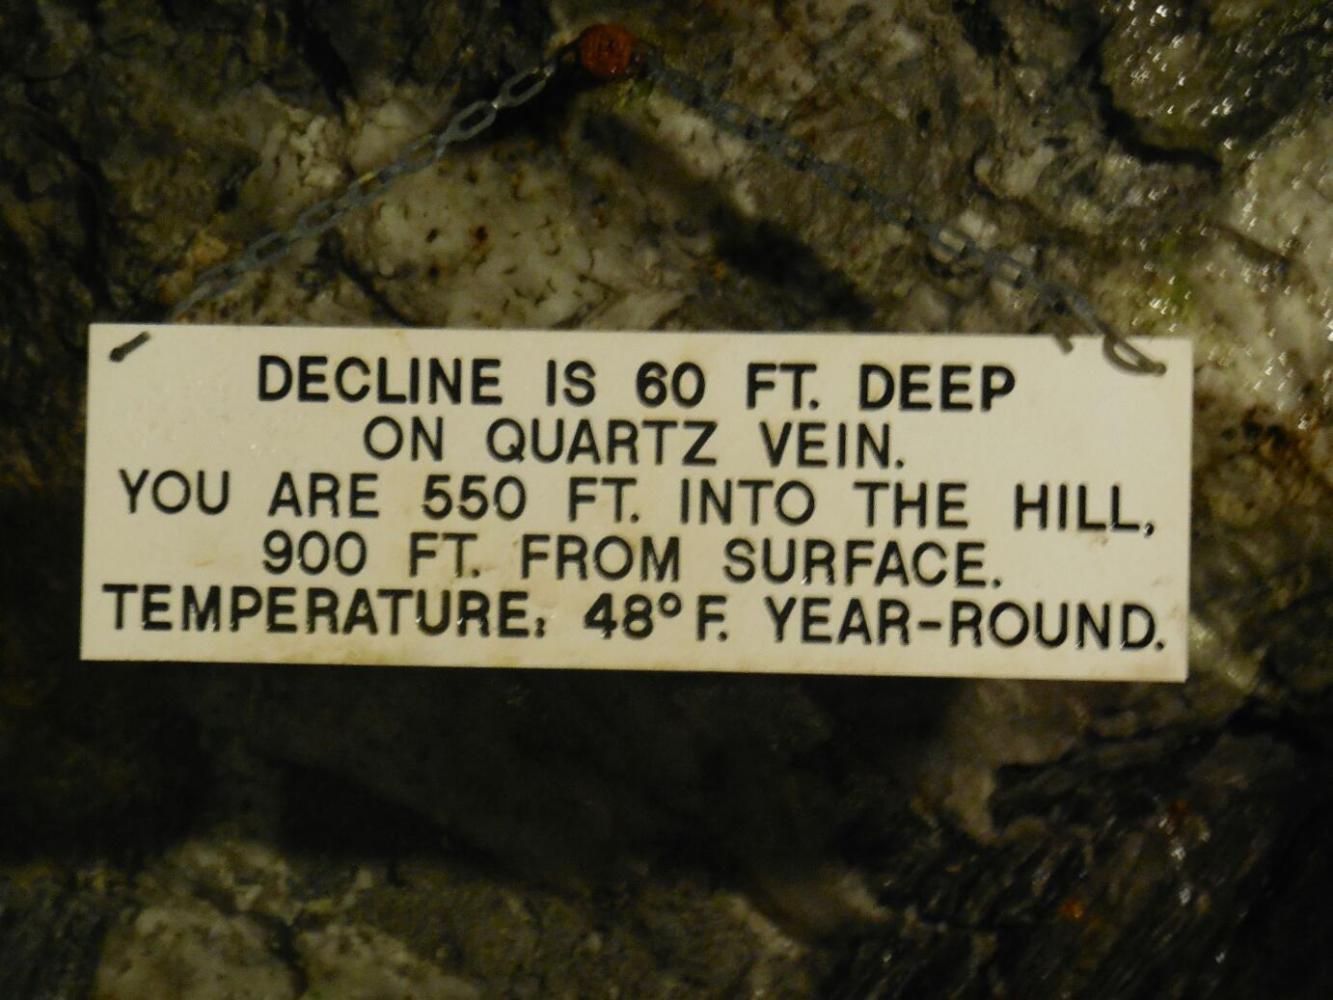 DECLINE IS 60 FT. DEEP
ON QUARTZ VEIN.
YOU ARE 550 FT. INTO THE HILL,
900 FT. FROM SURFACE.
TEMPERATURE: 48° F. YEAR-ROUND.